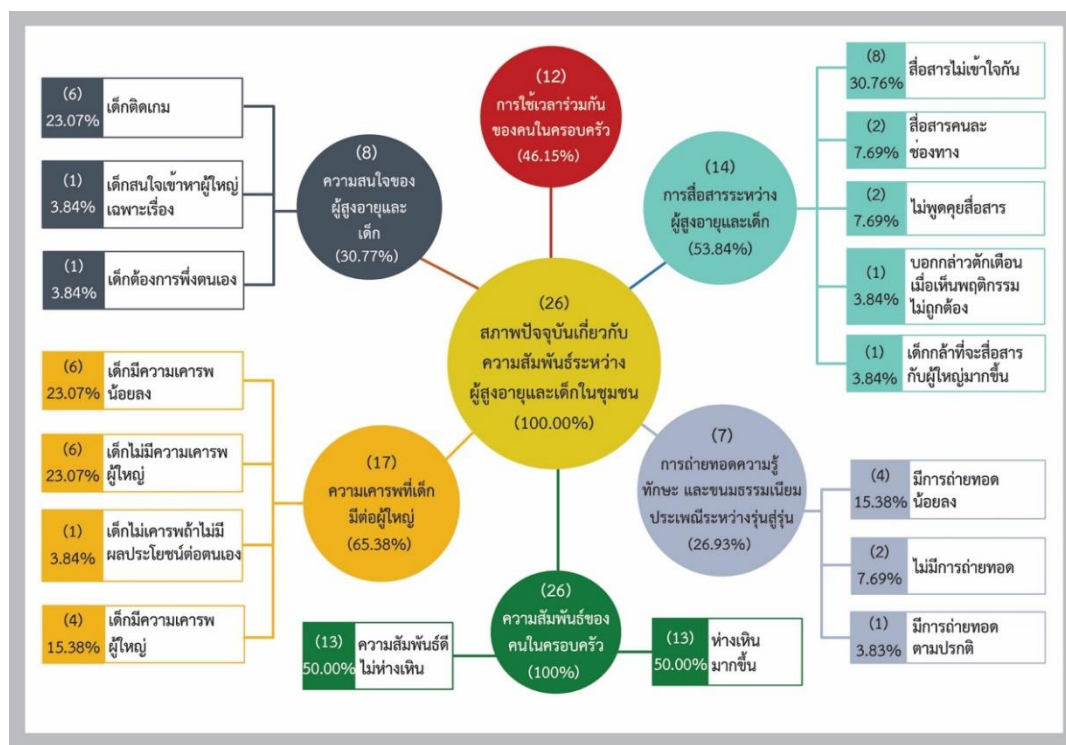 (12)
การใช้เวลาร่วมกัน
ของคนในครอบครัว
(46.15%)
(8)
ความสนใจของ
ผู้สูงอายุและ
เด็ก
(30.77%)
(6)
23.07%
เด็กติดเกม
(1)
3.84%
เด็กสนใจเข้าหาผู้ใหญ่
เฉพาะเรื่อง
(1)
3.84%
เด็กต้องการพึ่งตนเอง
(14)
การสื่อสารระหว่าง
ผู้สูงอายุและเด็ก
(53.84%)
(8)
30.76%
สื่อสารไม่เข้าใจกัน
(2)
7.69%
สื่อสารคนละ
ช่องทาง
(2)
7.69%
ไม่พูดคุยสื่อสาร
(1)
3.84%
บอกกล่าวตักเตือน
เมื่อเห็นพฤติกรรม
ไม่ถูกต้อง
(1)
3.84%
เด็กกล้าที่จะสื่อสาร
กับผู้ใหญ่มากขึ้น
(26)
สภาพปัจจุบันเกี่ยวกับ
ความสัมพันธ์ระหว่าง
ผู้สูงอายุและเด็กในชุมชน
(100.00%)
(17)
ความเคารพที่เด็ก
มีต่อผู้ใหญ่
(65.38%)
(6)
23.07%
เด็กมีความเคารพ
น้อยลง
(6)
23.07%
เด็กไม่มีความเคารพ
ผู้ใหญ่
(1)
3.84%
เด็กไม่เคารพถ้าไม่มี
ผลประโยชน์ต่อตนเอง
(4)
15.38%
เด็กมีความเคารพ
ผู้ใหญ่
(7)
การถ่ายทอดความรู้
ทักษะ และขนมธรรมเนียม
ประเพณีระหว่างรุ่นสู่รุ่น
(26.93%)
(4)
15.38%
มีการถ่ายทอด
น้อยลง
(2)
7.69%
ไม่มีการถ่ายทอด
(1)
3.83%
มีการถ่ายทอด
ตามปรกติ
(26)
ความสัมพันธ์ของ
คนในครอบครัว
(100%)
(13)
50.00%
ความสัมพันธ์ดี
ไม่ห่างเหิน
(13)
50.00%
ห่างเหิน
มากขึ้น